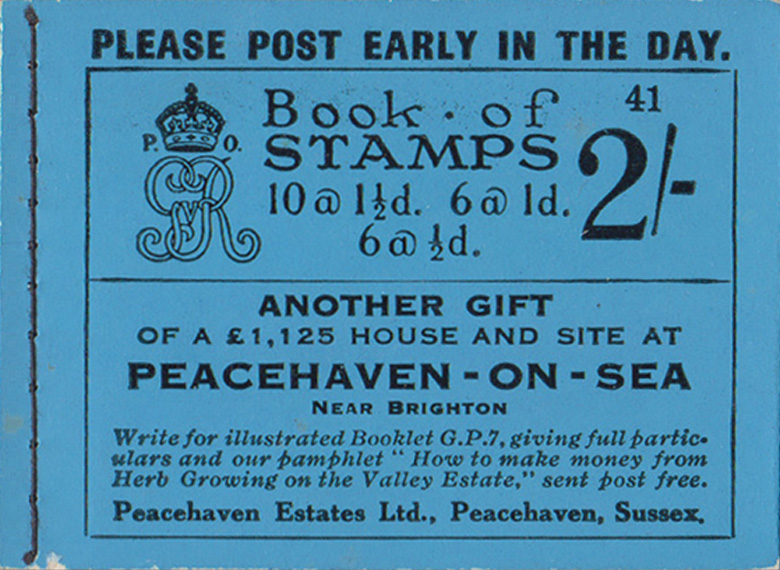 PLEASE POST EARLY IN THE DAY.
Book · of 41
P. O. STAMPS 2/-
GR
10@1½d. 6@1d.
6@½d.
ANOTHER GIFT
OF A £1,125 HOUSE AND SITE AT
PEACEHAVEN-ON-SEA
NEAR BRIGHTON
Write for illustrated Booklet G.P.7, giving full partic-
ulars and our pamphlet “ How to make money from
Herb Growing on the Valley Estate,” sent post free.
Peacehaven Estates Ltd., Peacehaven, Sussex.